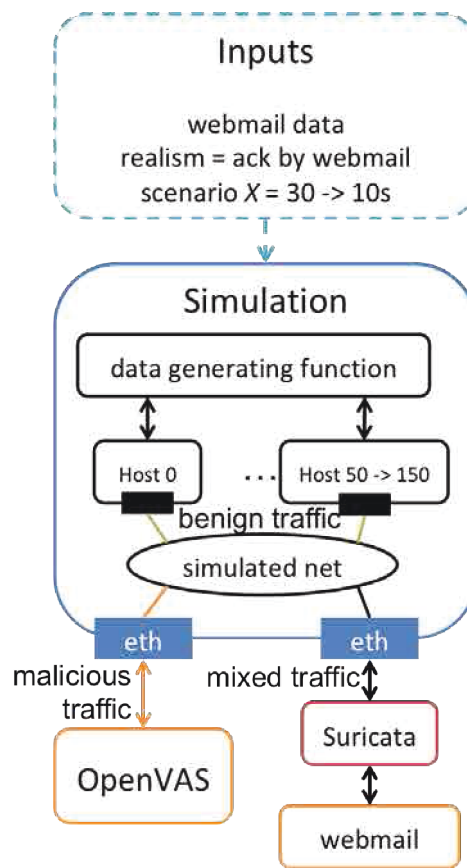 Inputs
webmail data
realism = ack by webmail
scenario X = 30 -> 10s
Simulation
data generating function
Host 0
...
Host 50 -> 150
benign traffic
simulated net
eth
eth
malicious
traffic
mixed traffic
Suricata
OpenVAS
webmail